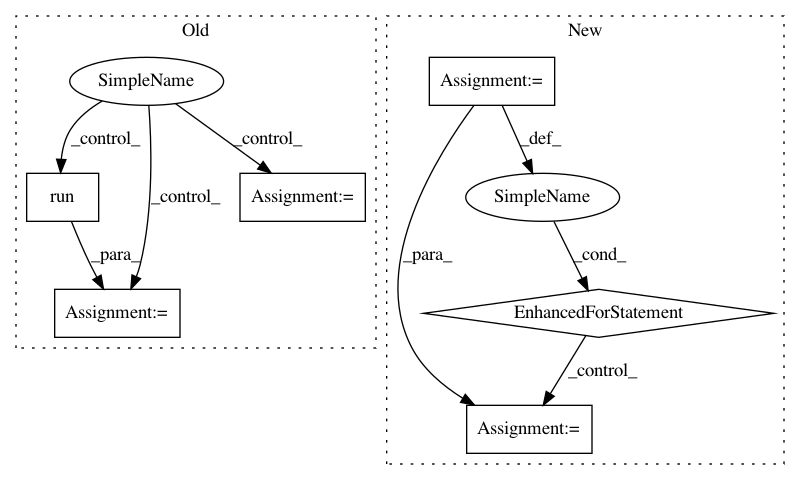 Old
SimpleName
_control_
_control_
_control_
run
Assignment:=
_para_
Assignment:=
New
Assignment:=
_def_
SimpleName
_para_
_cond_
EnhancedForStatement
_control_
Assignment:=